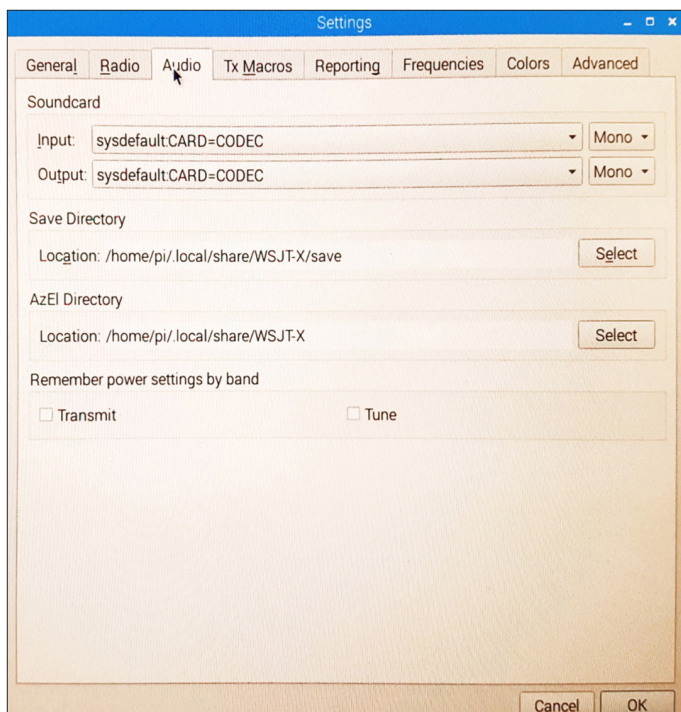 Settings
General Radio Audio Tx Macros Reporting Frequencies Colors Advanced
Soundcard
Input: sysdefault:CARD=CODEC Mono
Output: sysdefault:CARD=CODEC Mono
Save Directory
Location: /home/pi/.local/share/WSJT-X/save Select
AzEl Directory
Location: /home/pi/.local/share/WSJT-X Select
Remember power settings by band
Transmit Tune
Cancel OK